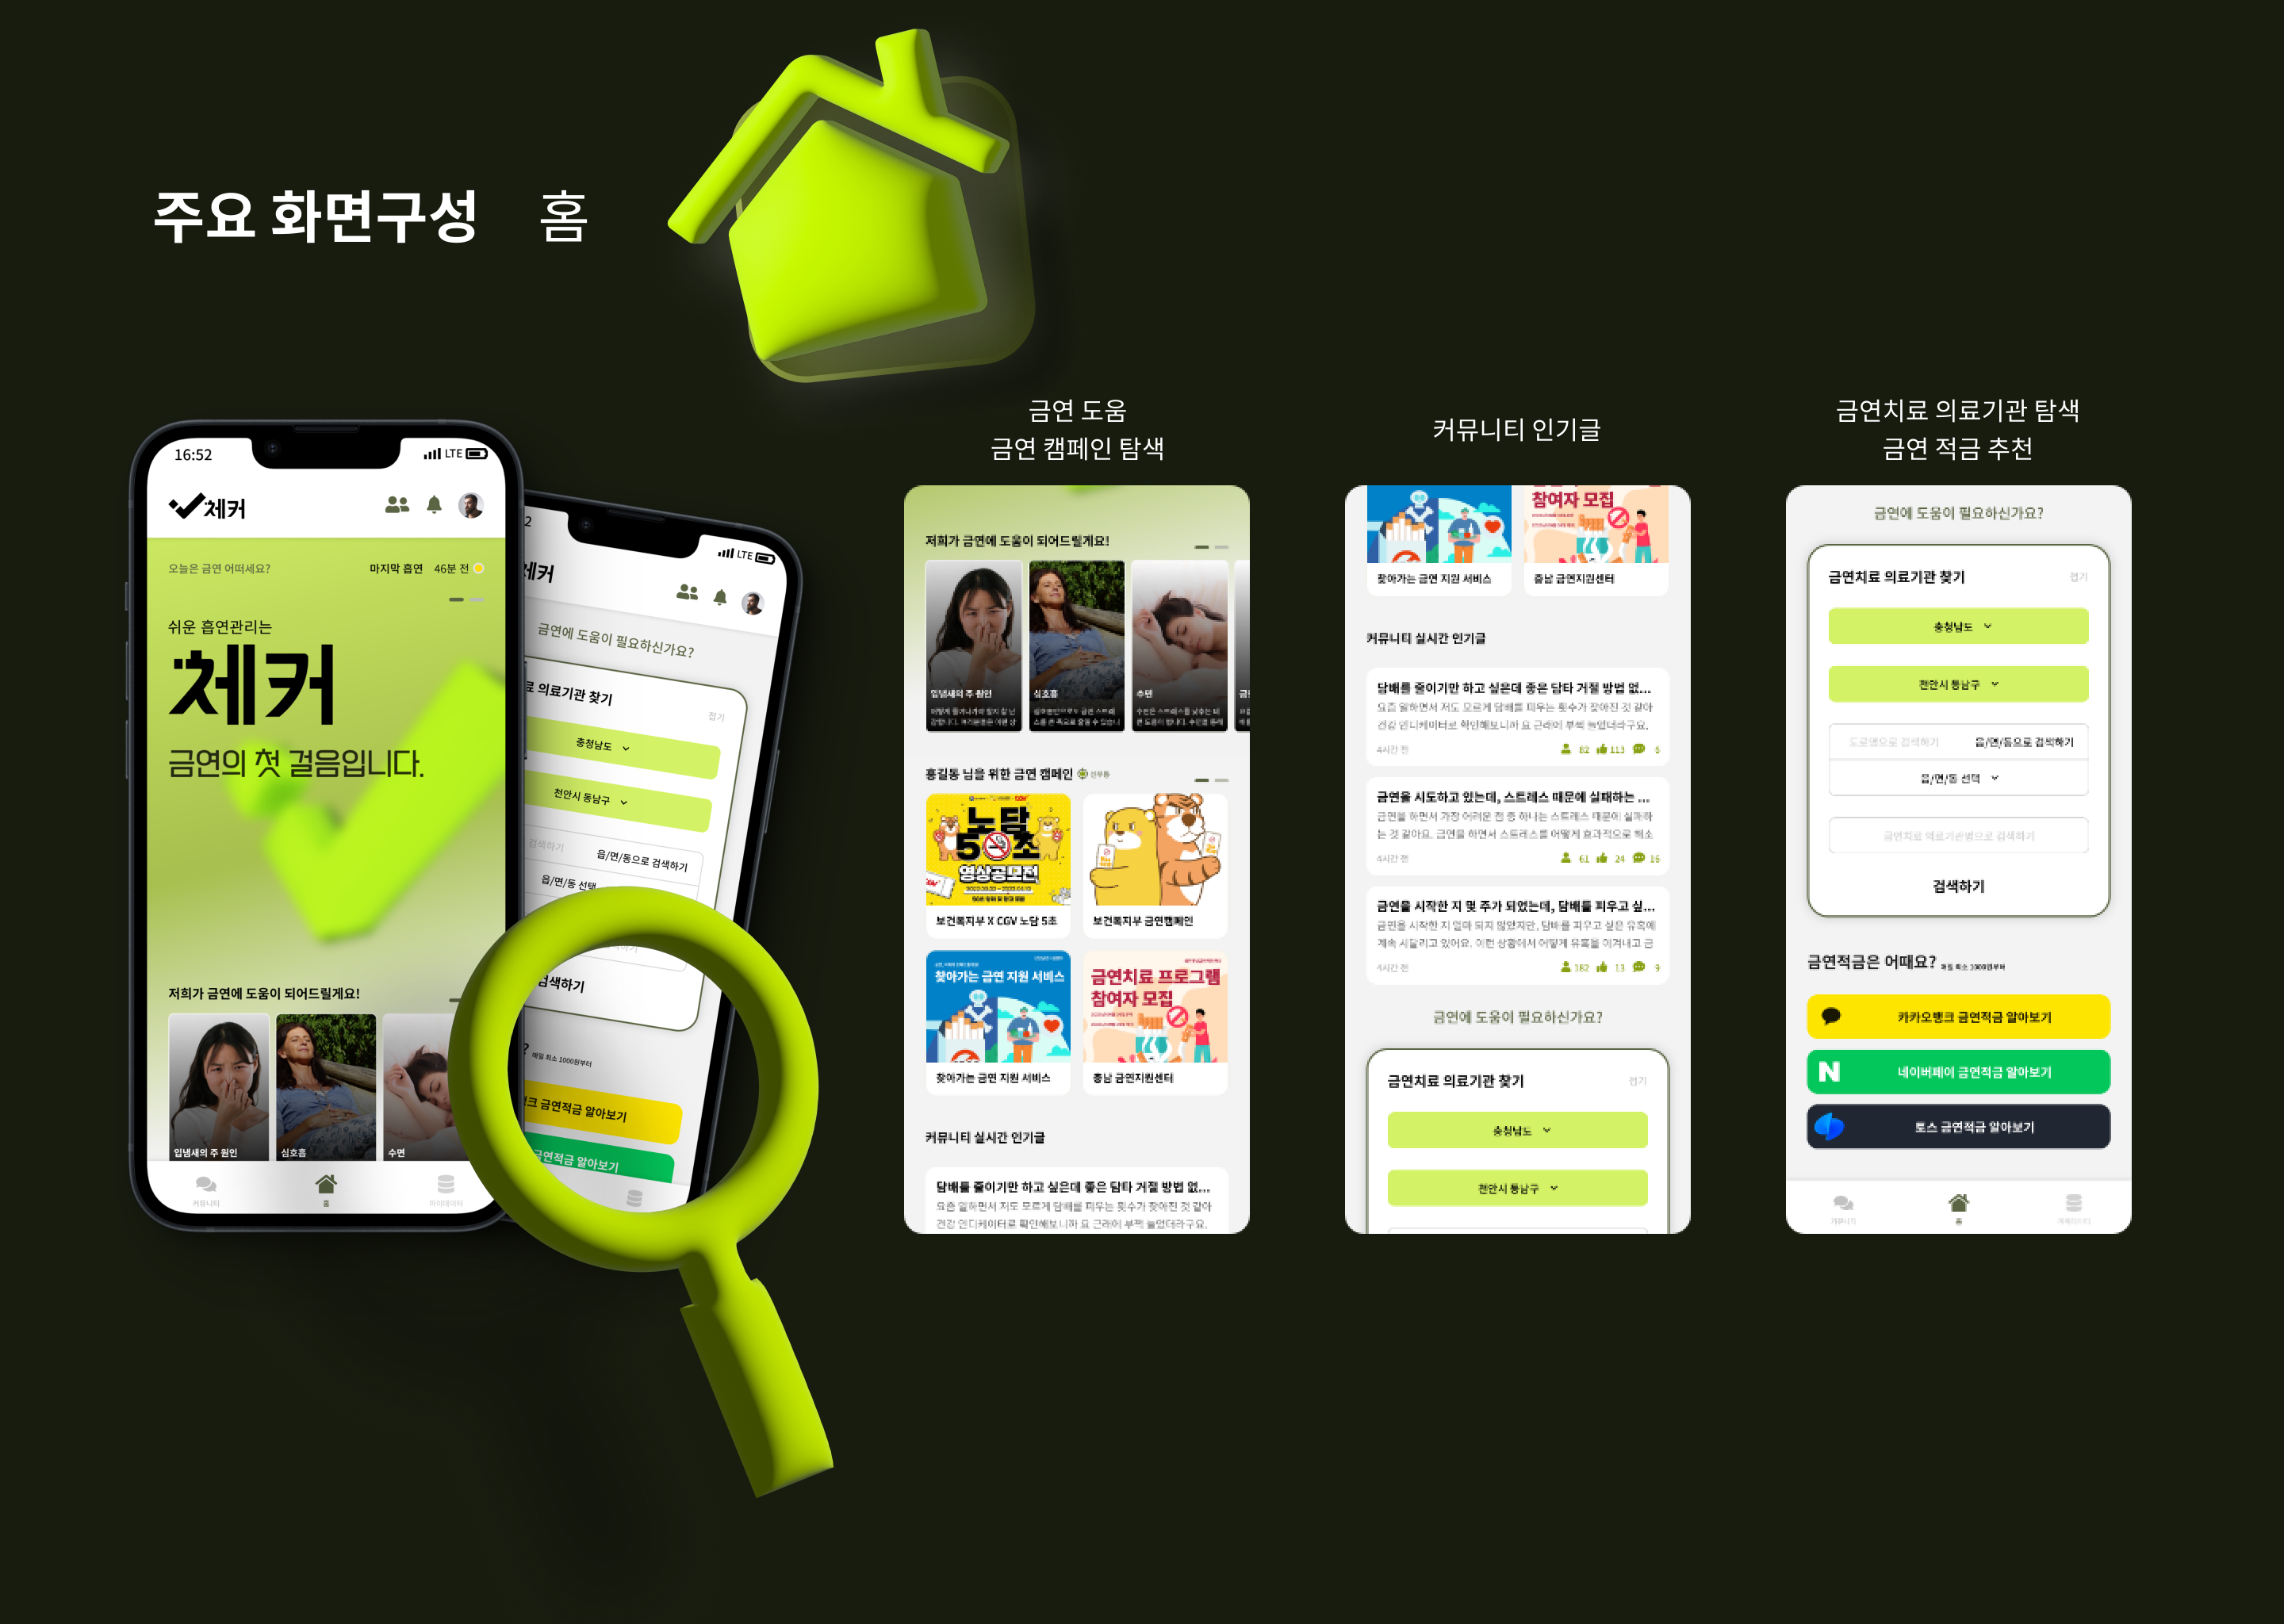 주요 화면구성 홈
16:52
LTE
체커
오늘은 금연 어떠세요?
마지막 흡연 46분 전
쉬운 흡연관리는
체커
금연의 첫 걸음입니다.
저희가 금연에 도움이 되어드릴게요!
입냄새의 주 원인
심호흡
수면
커뮤니티
홈
마이데이터
2
LTE
체커
금연에 도움이 필요하신가요?
의료기관 찾기
접기
충청남도
천안시 동남구
검색하기
읍/면/동으로 검색하기
읍/면/동 선택
검색하기
매일 최소 1000원부터
크 금연적금 알아보기
금연적금 알아보기
금연 도움
금연 캠페인 탐색
저희가 금연에 도움이 되어드릴게요!
입냄새의 주 원인
심호흡
수면
홍길동 님을 위한 금연 캠페인
신부동
노담
5초
영상공모전
보건복지부 X CGV 노담 5초
보건복지부 금연캠페인
찾아가는 금연 지원 서비스
찾아가는 금연 지원 서비스
금연치료 프로그램
참여자 모집
충남 금연지원센터
커뮤니티 실시간 인기글
담배를 줄이기만 하고 싶은데 좋은 담타 거절 방법 없...
요즘 일하면서 저도 모르게 담배를 피우는 횟수가 잦아진 것 같아
건강 인디케이터로 확인해보니까 요 근래에 부쩍 늘었더라구요.
커뮤니티 인기글
참여자 모집
찾아가는 금연 지원 서비스
충남 금연지원센터
커뮤니티 실시간 인기글
담배를 줄이기만 하고 싶은데 좋은 담타 거절 방법 없...
요즘 일하면서 저도 모르게 담배를 피우는 횟수가 잦아진 것 같아
건강 인디케이터로 확인해보니까 요 근래에 부쩍 늘었더라구요.
4시간 전 82 113 6
금연을 시도하고 있는데, 스트레스 때문에 실패하는 ...
금연을 하면서 가장 어려운 점 중 하나는 스트레스 때문에 실패하
는 것 같아요. 금연을 하면서 스트레스를 어떻게 효과적으로 해소
4시간 전 61 24 16
금연을 시작한 지 몇 주가 되었는데, 담배를 피우고 싶...
금연을 시작한 지 얼마 되지 않았지만, 담배를 피우고 싶은 유혹에
계속 시달리고 있어요. 이런 상황에서 어떻게 유혹을 이겨내고 금
4시간 전 182 13 9
금연에 도움이 필요하신가요?
금연치료 의료기관 찾기
접기
충청남도
천안시 동남구
금연치료 의료기관 탐색
금연 적금 추천
금연에 도움이 필요하신가요?
금연치료 의료기관 찾기
접기
충청남도
천안시 동남구
도로명으로 검색하기
읍/면/동으로 검색하기
읍/면/동 선택
금연치료 의료기관명으로 검색하기
검색하기
금연적금은 어때요? 매일 최소 1000원부터
카카오뱅크 금연적금 알아보기
N 네이버페이 금연적금 알아보기
토스 금연적금 알아보기
커뮤니티
홈
마이데이터